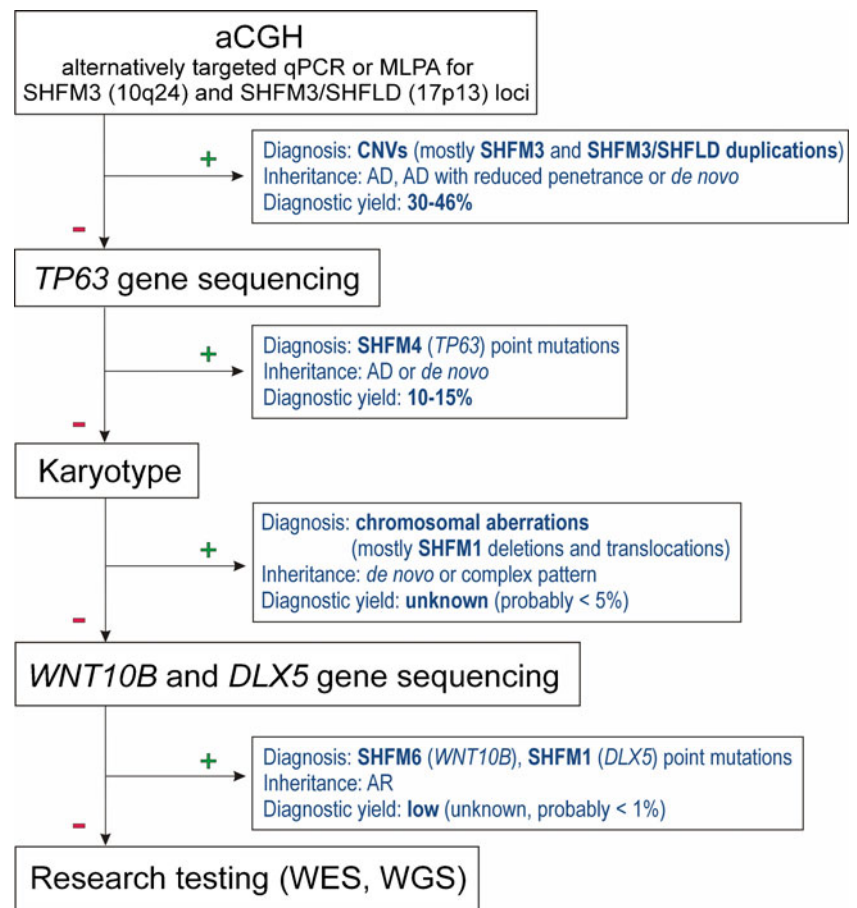 aCGH
alternatively targeted qPCR or MLPA for
SHFM3 (10q24) and SHFM3/SHFLD (17p13) loci
+
Diagnosis: CNVs (mostly SHFM3 and SHFM3/SHFLD duplications)
Inheritance: AD, AD with reduced penetrance or de novo
Diagnostic yield: 30-46%
-
TP63 gene sequencing
+
Diagnosis: SHFM4 (TP63) point mutations
Inheritance: AD or de novo
Diagnostic yield: 10-15%
-
Karyotype
+
Diagnosis: chromosomal aberrations
(mostly SHFM1 deletions and translocations)
Inheritance: de novo or complex pattern
Diagnostic yield: unknown (probably < 5%)
-
WNT10B and DLX5 gene sequencing
+
Diagnosis: SHFM6 (WNT10B), SHFM1 (DLX5) point mutations
Inheritance: AR
Diagnostic yield: low (unknown, probably < 1%)
-
Research testing (WES, WGS)